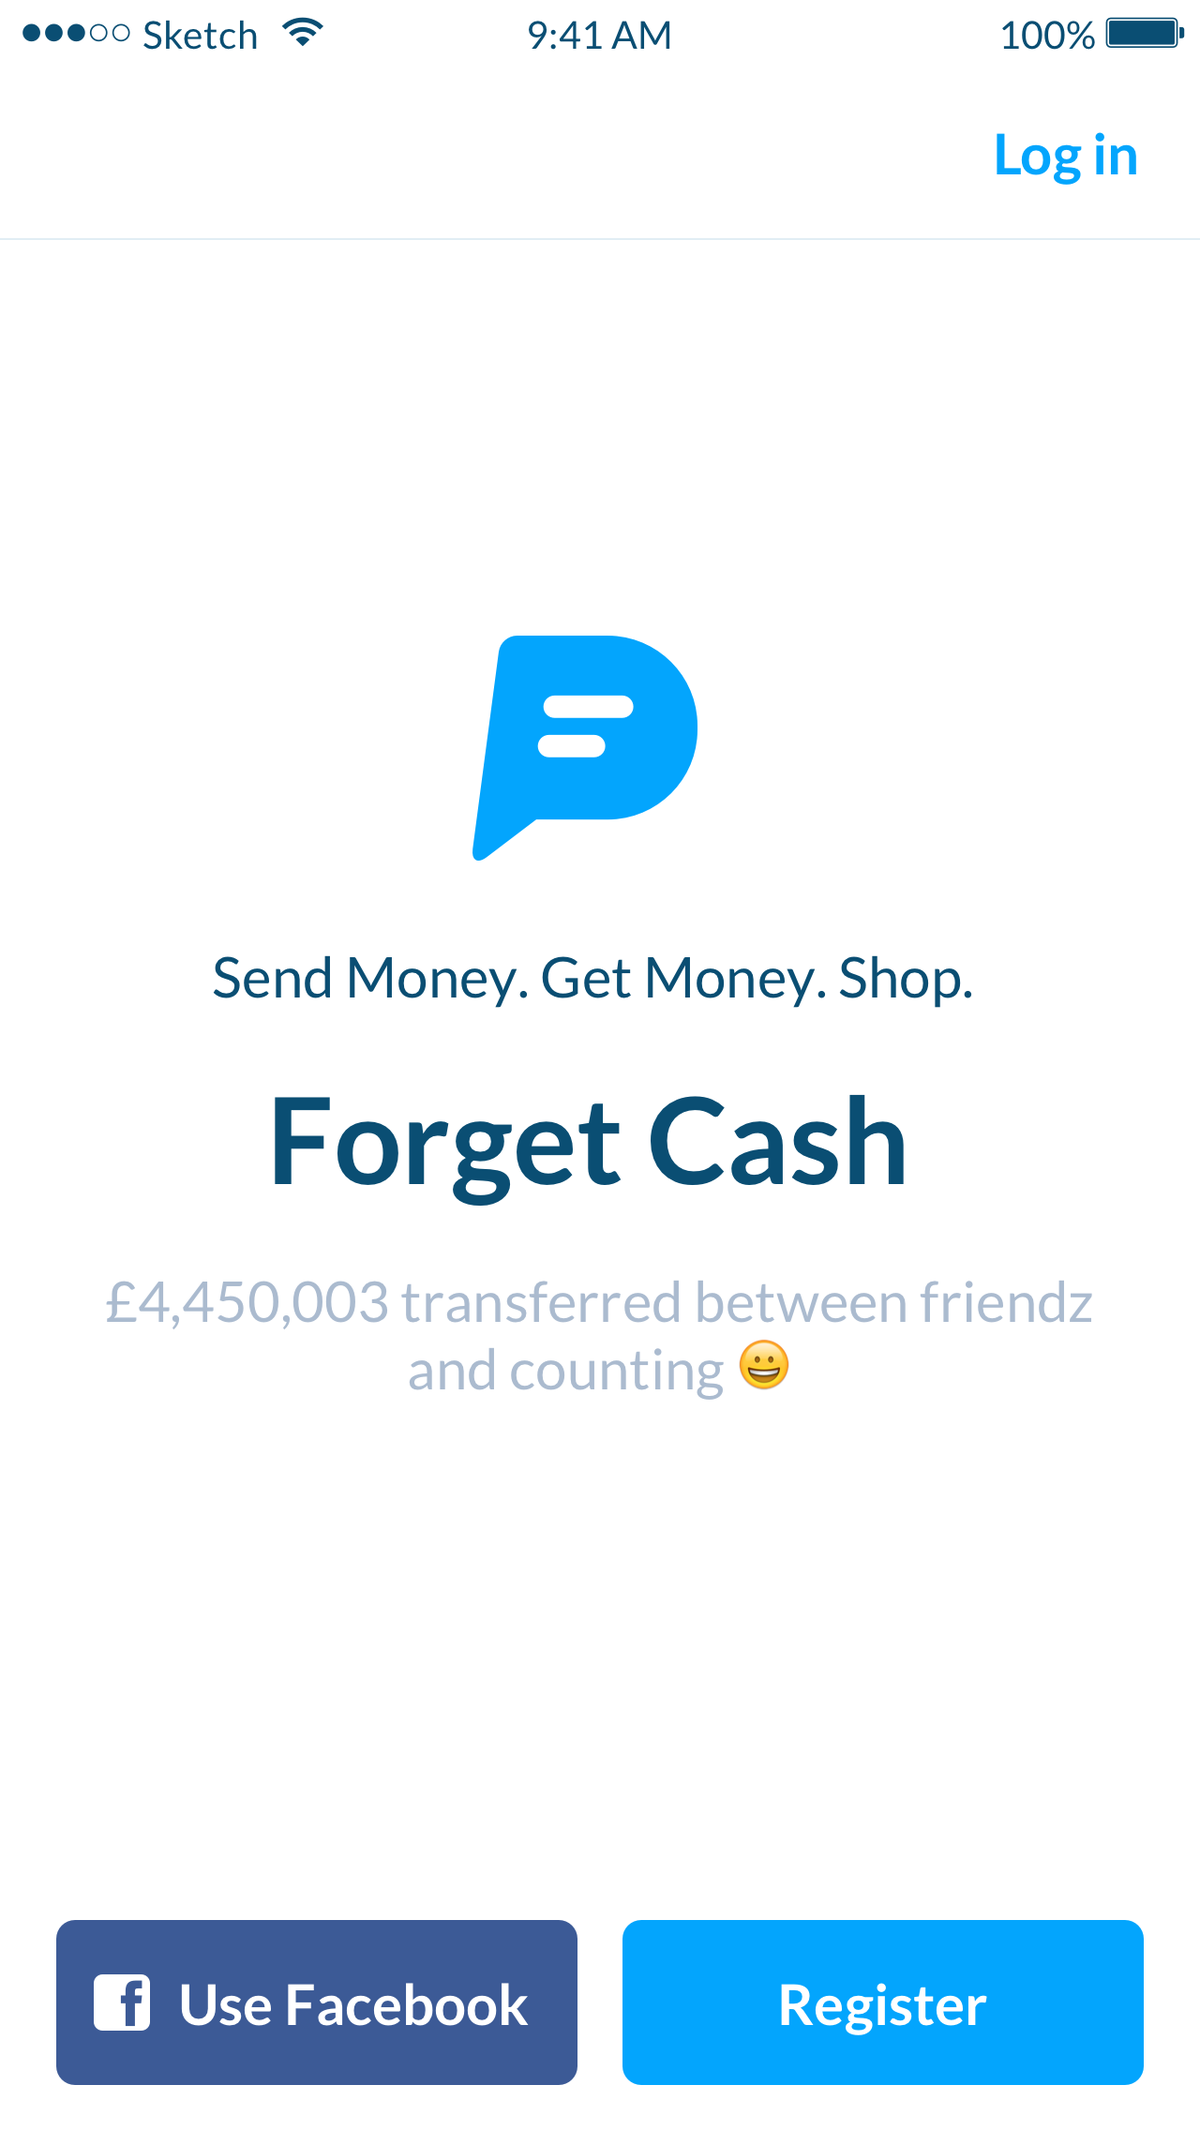 Sketch 9:41 AM 100%
Log in
Send Money. Get Money. Shop.
Forget Cash
£4,450,003 transferred between friendz
and counting 😀
Use Facebook Register